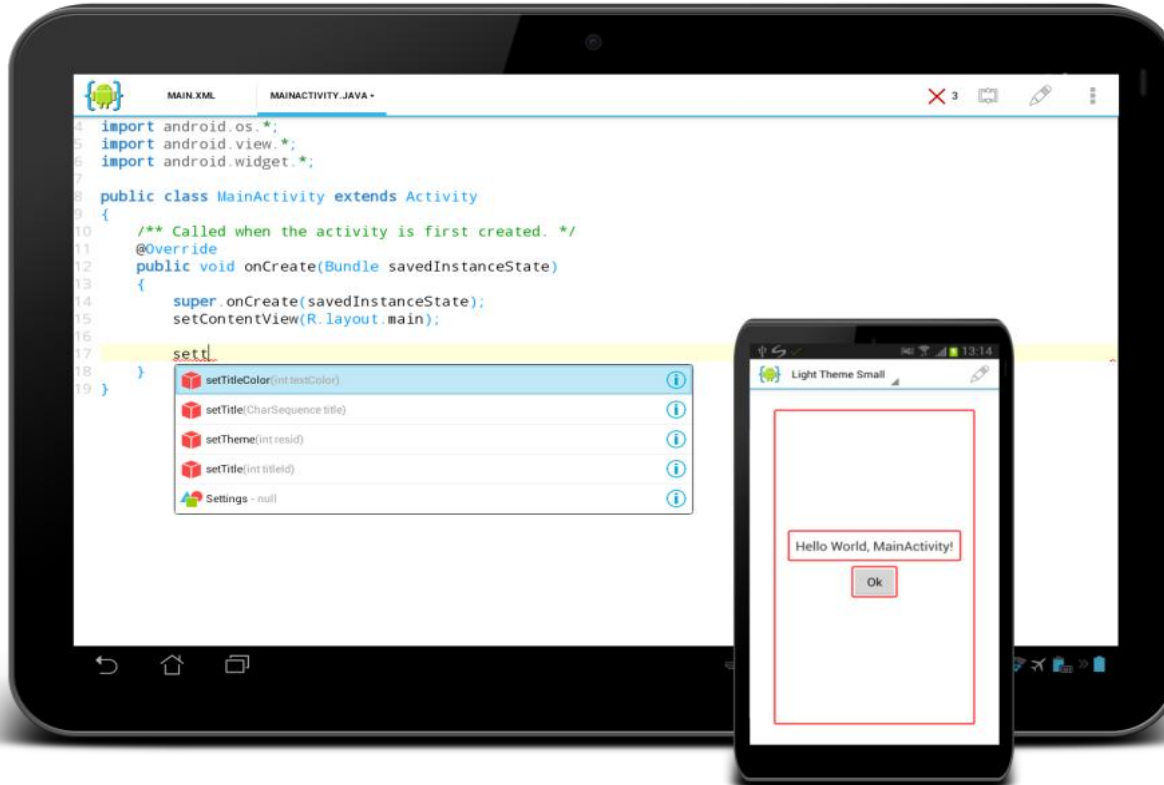 MAIN.XML MAINACTIVITY.JAVA
3
4 import android.os.*;
5 import android.view.*;
6 import android.widget.*;
7
8 public class MainActivity extends Activity
9 {
10 /** Called when the activity is first created. */
11 @Override
12 public void onCreate(Bundle savedInstanceState)
13 {
14 super.onCreate(savedInstanceState);
15 setContentView(R.layout.main);
16
17 sett
18 }
19 }
setTitleColor(int textColor)
setTitle(CharSequence title)
setTheme(int resid)
setTitle(int titleId)
Settings - null
13:14
Light Theme Small
Hello World, MainActivity!
Ok